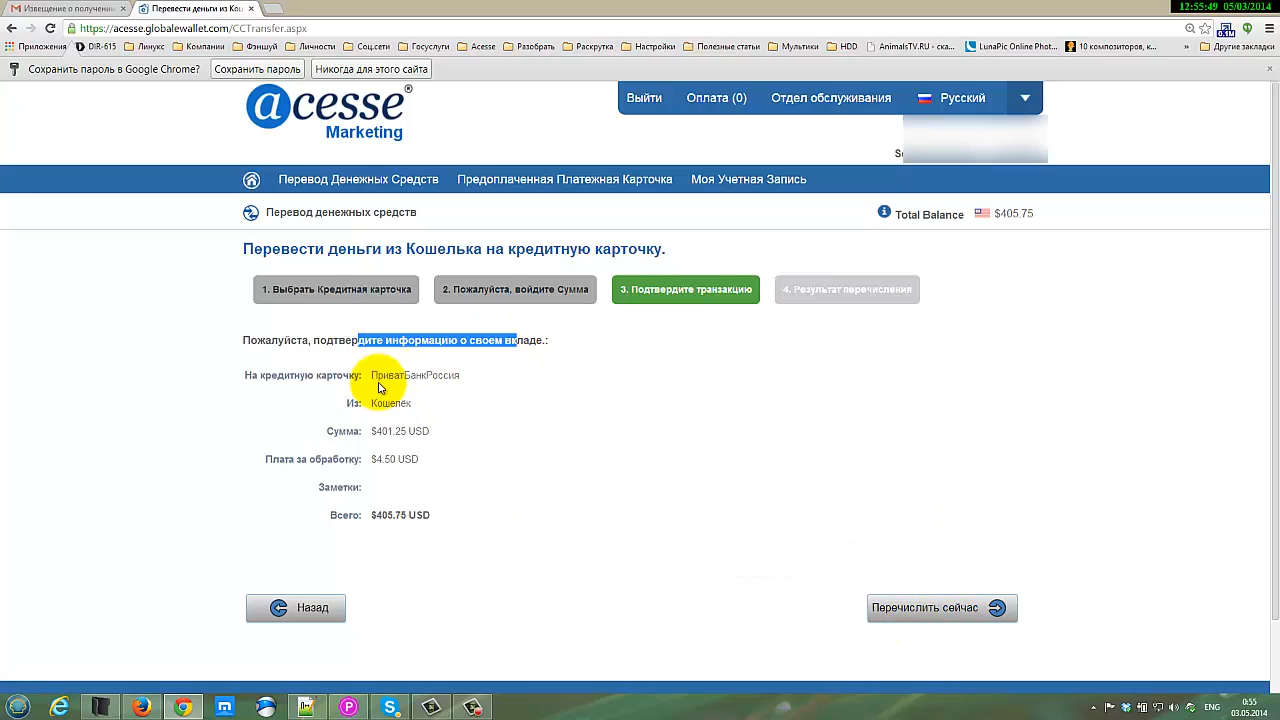 12:55:49 05/03/2014
Извещение о получени
Перевести деньги из Кош
https://acesse.globalewallet.com/CCTransfer.aspx
0.1M
Приложения DIR-615 Линукс Компании Фэншуй Личности Соц.сети Госуслуги Acesse Разобрать Раскрутка Настройки Полезные статьи Мультики HDD AnimalsTV.RU - ска... LunaPic Online Phot... 10 композиторов, к... » Другие закладки
Сохранить пароль в Google Chrome? Сохранить пароль Никогда для этого сайта
acesse®
Marketing
Выйти Оплата (0) Отдел обслуживания Русский
Перевод Денежных Средств Предоплаченная Платежная Карточка Моя Учетная Запись
Перевод денежных средств
Total Balance $405.75
Перевести деньги из Кошелька на кредитную карточку.
1. Выбрать Кредитная карточка 2. Пожалуйста, войдите Сумма 3. Подтвердите транзакцию 4. Результат перечисления
Пожалуйста, подтвердите информацию о своем вкладе.:
На кредитную карточку: ПриватБанкРоссия
Из: Кошелёк
Сумма: $401.25 USD
Плата за обработку: $4.50 USD
Заметки:
Всего: $405.75 USD
Назад Перечислить сейчас
ENG
0:55
03.05.2014